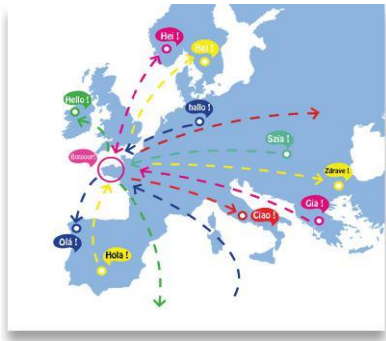 Hei !
Hej !
Hello !
hallo !
Szia !
Bonjour!
Zdrave !
Gia !
Ciao !
Olá !
Hola !